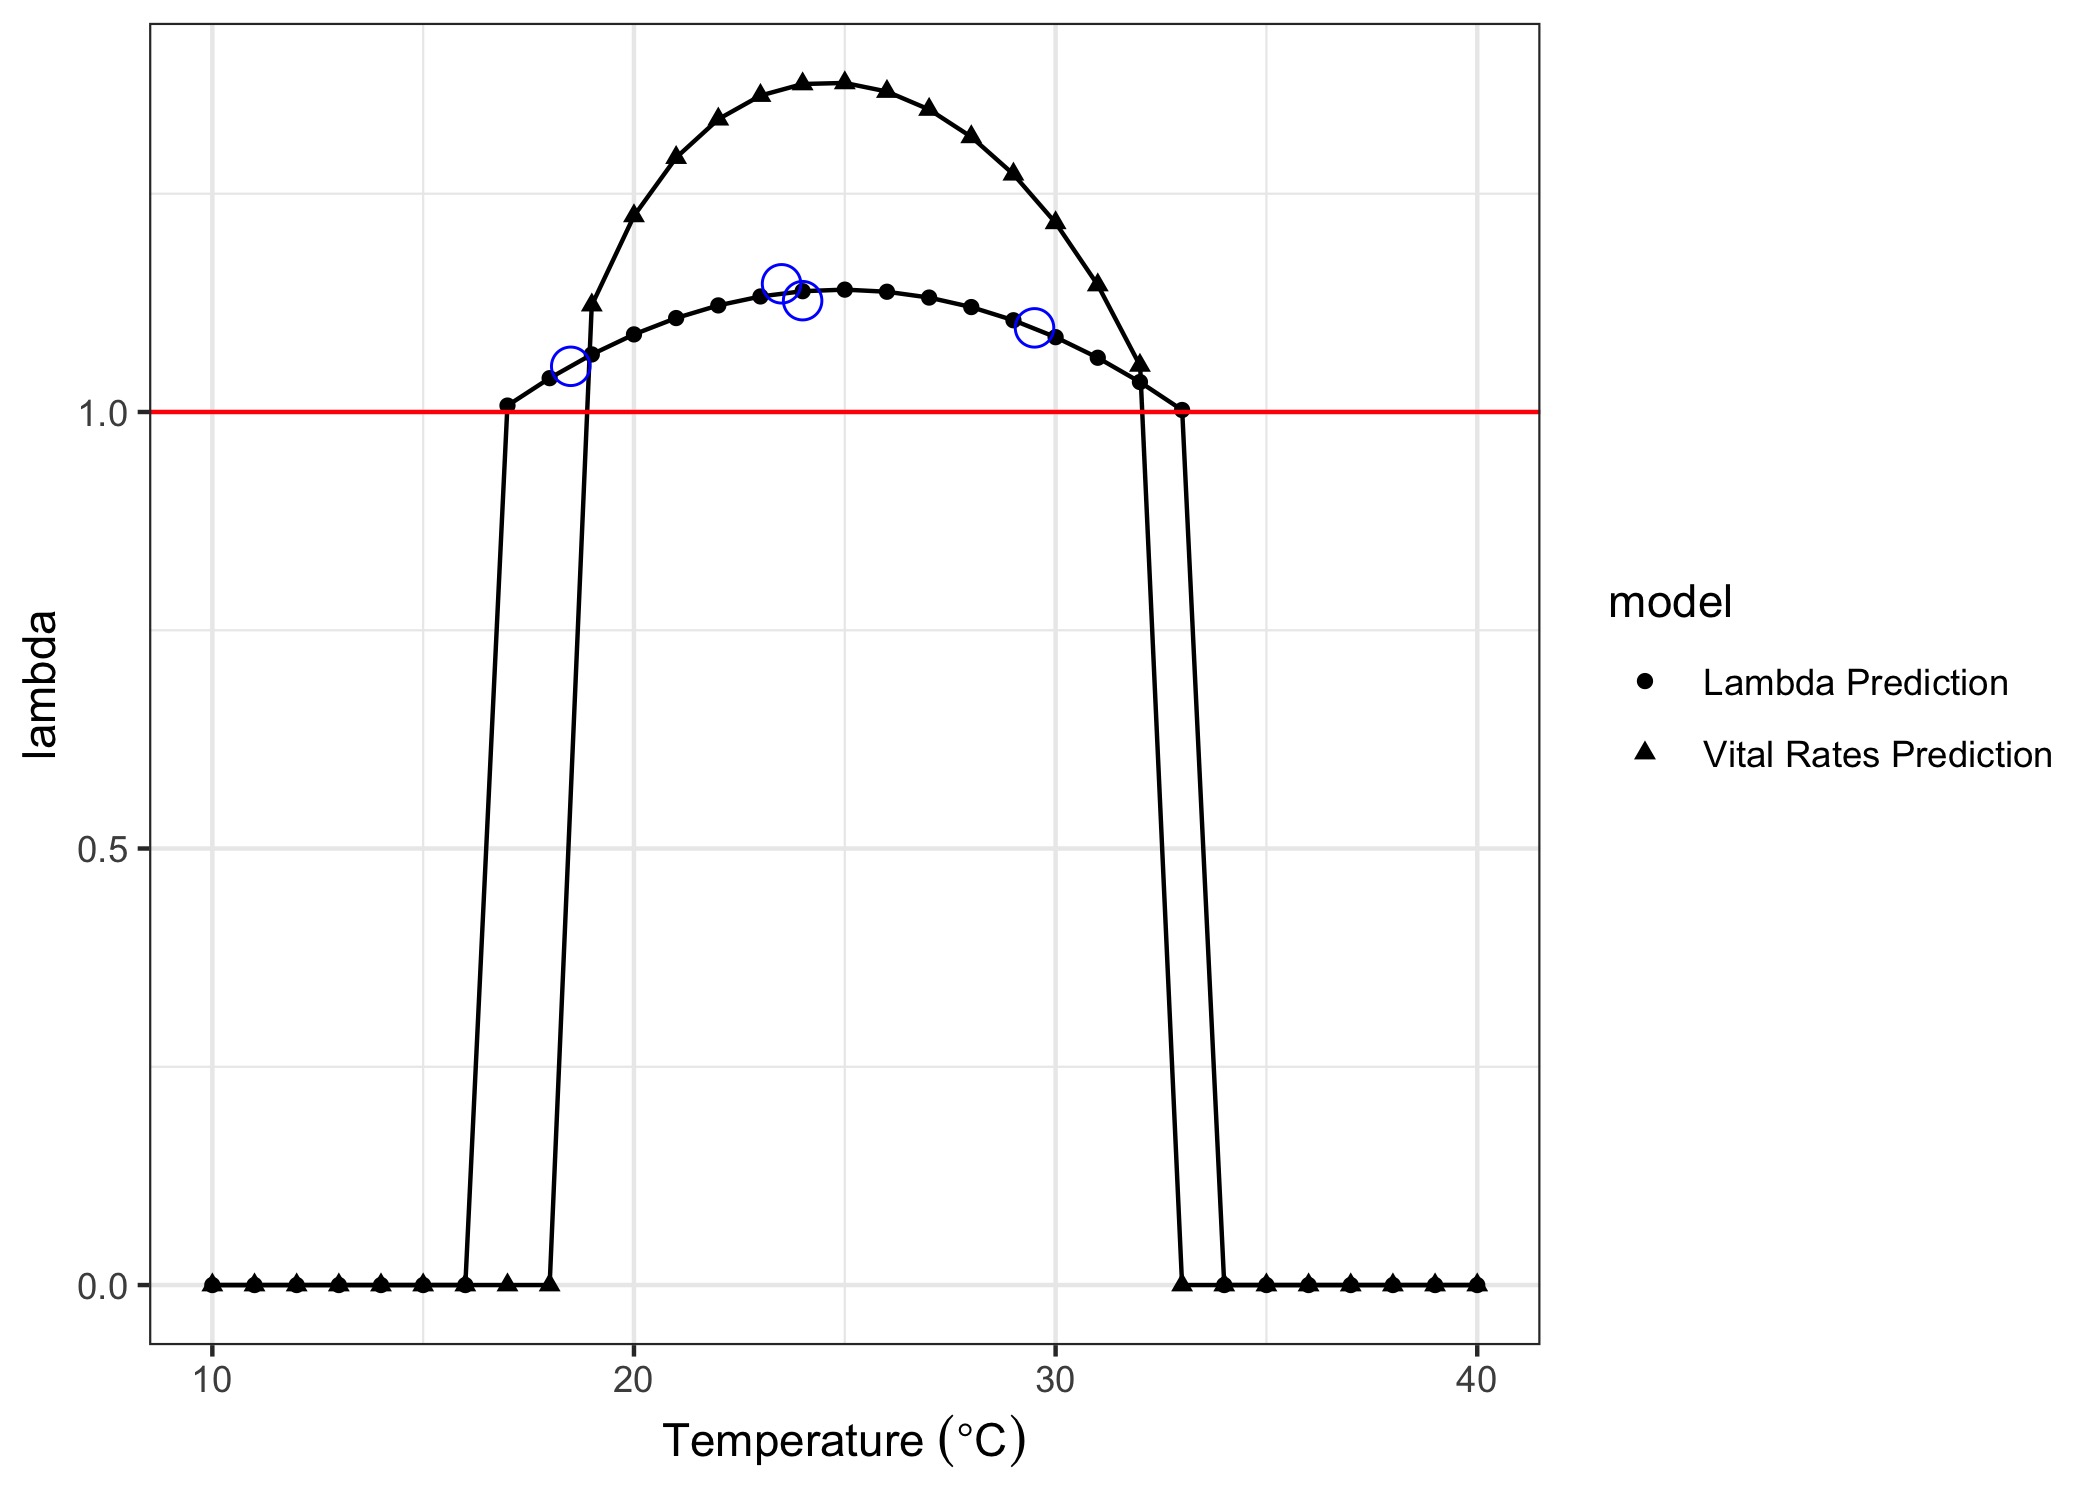 lambda
1.0
0.5
0.0
10
20
30
40
Temperature (°C)
model
Lambda Prediction
Vital Rates Prediction